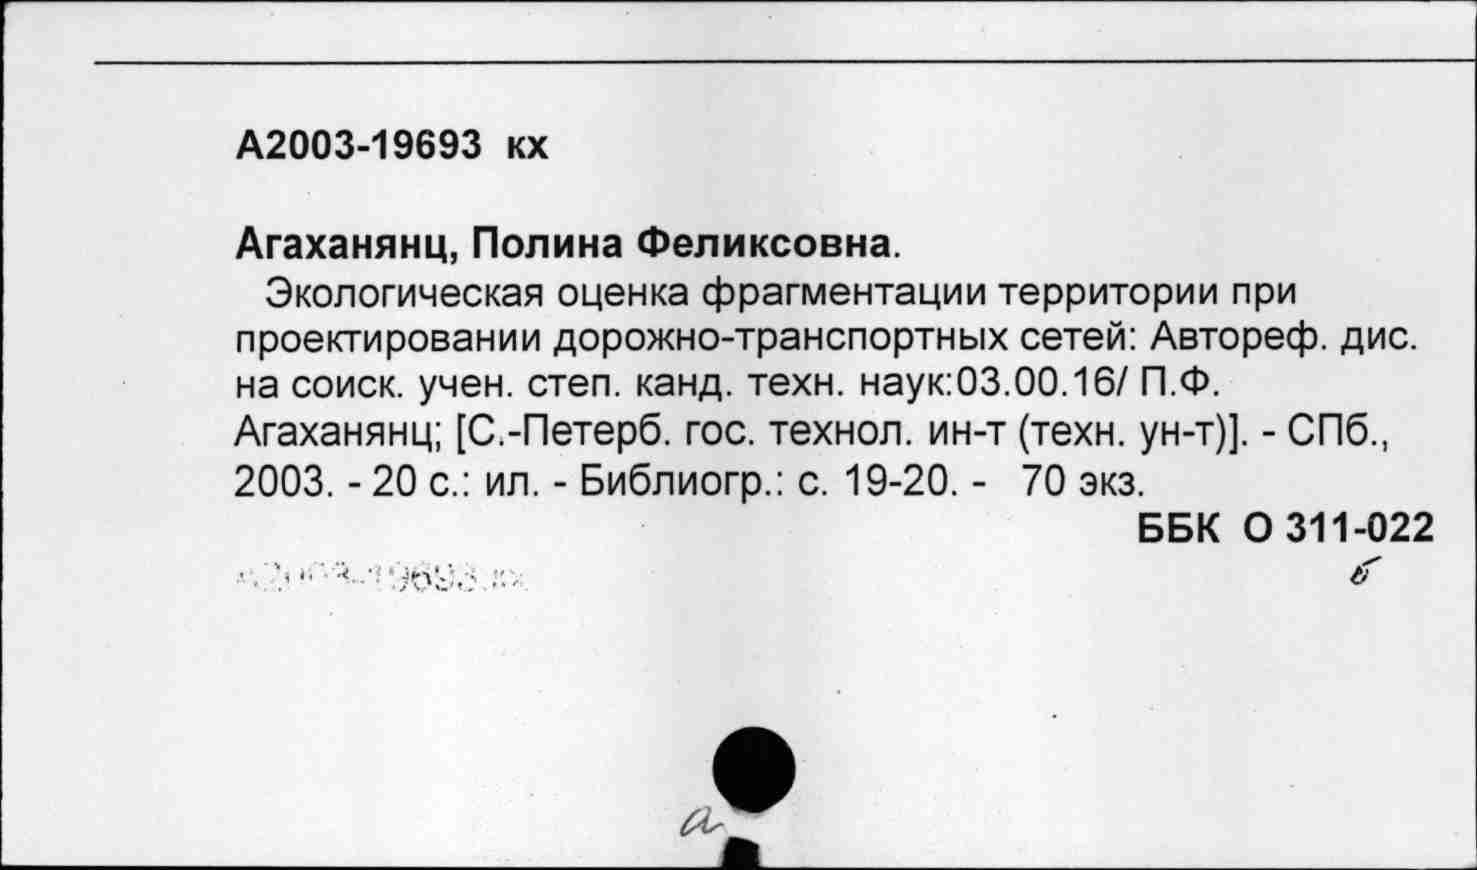 А2003-19693 кх
Агаханянц, Полина Феликсовна.
Экологическая оценка фрагментации территории при
проектировании дорожно-транспортных сетей: Автореф. дис.
на соиск. учен. степ. канд. техн. наук:03.00.16/ П.Ф.
Агаханянц; [С.-Петерб. гос. технол. ин-т (техн. ун-т)]. - СПб.,
2003. - 20 с.: ил. - Библиогр.: с. 19-20. - 70 экз.
ББК О 311-022
б
а2003-19693 кх
а